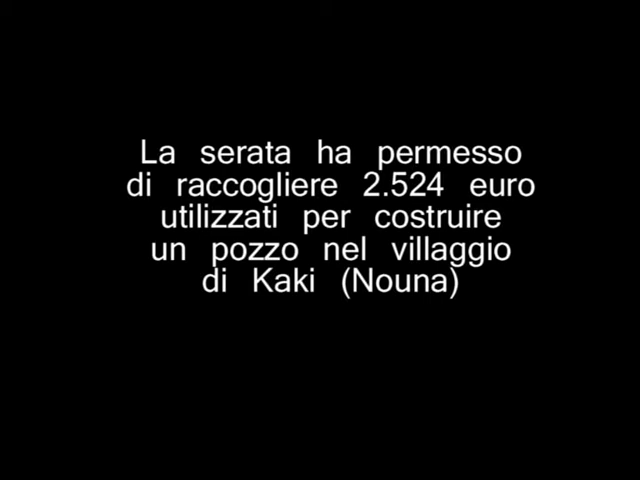 La serata ha permesso
di raccogliere 2.524 euro
utilizzati per costruire
un pozzo nel villaggio
di Kaki (Nouna)